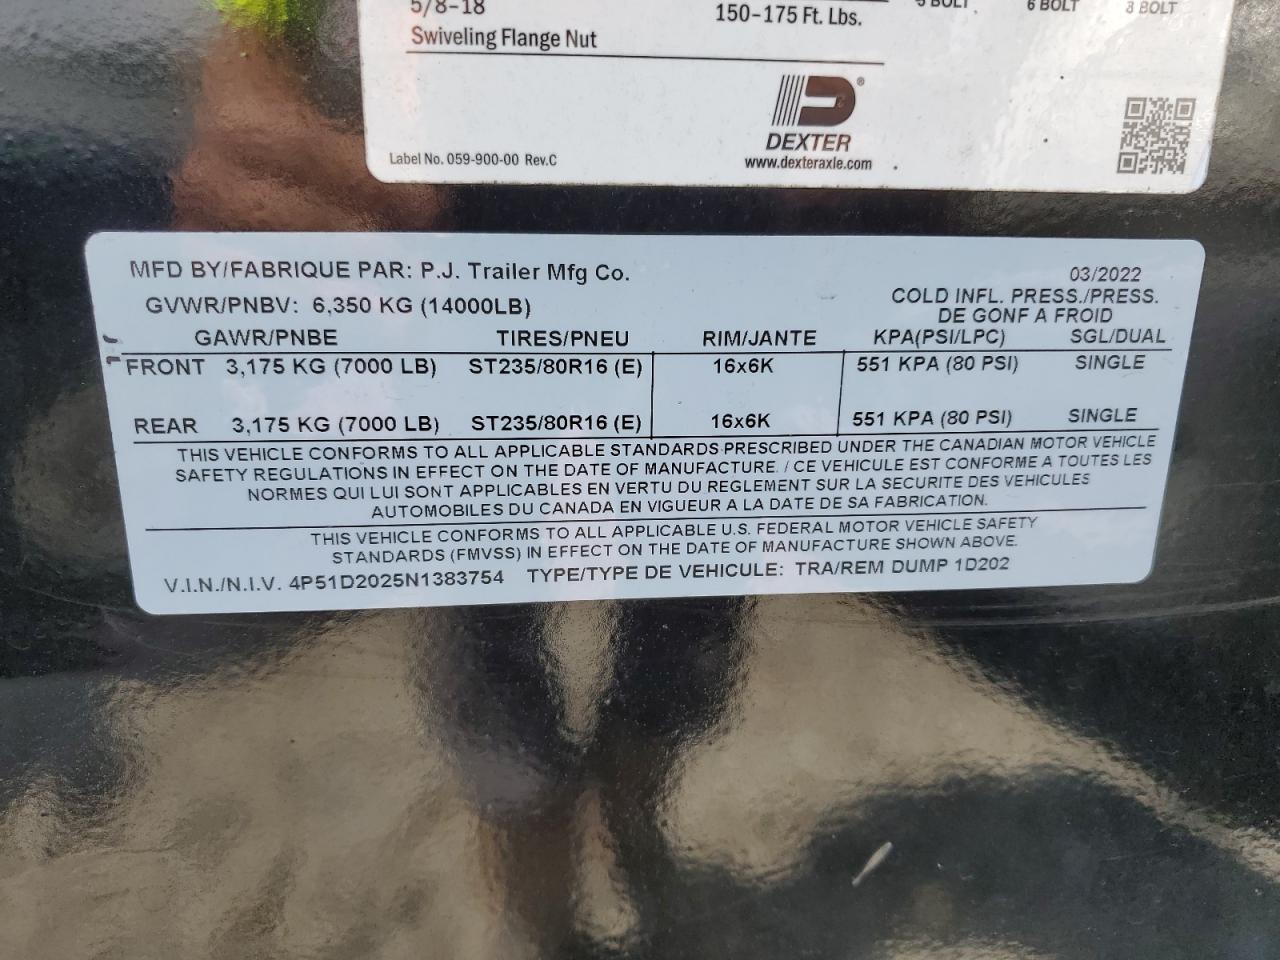 5/8-18 150-175 Ft. Lbs. 6 BOLT 8 BOLT
Swiveling Flange Nut
DEXTER
®
Label No. 059-900-00 Rev.C www.dexteraxle.com
MFD BY/FABRIQUE PAR: P.J. Trailer Mfg Co. 03/2022
GVWR/PNBV: 6,350 KG (14000LB) COLD INFL. PRESS./PRESS.
DE GONF A FROID
GAWR/PNBE TIRES/PNEU RIM/JANTE KPA(PSI/LPC) SGL/DUAL
FRONT 3,175 KG (7000 LB) ST235/80R16 (E) 16x6K 551 KPA (80 PSI) SINGLE
REAR 3,175 KG (7000 LB) ST235/80R16 (E) 16x6K 551 KPA (80 PSI) SINGLE
THIS VEHICLE CONFORMS TO ALL APPLICABLE STANDARDS PRESCRIBED UNDER THE CANADIAN MOTOR VEHICLE
SAFETY REGULATIONS IN EFFECT ON THE DATE OF MANUFACTURE. / CE VEHICULE EST CONFORME A TOUTES LES
NORMES QUI LUI SONT APPLICABLES EN VERTU DU REGLEMENT SUR LA SECURITE DES VEHICULES
AUTOMOBILES DU CANADA EN VIGUEUR A LA DATE DE SA FABRICATION.
THIS VEHICLE CONFORMS TO ALL APPLICABLE U.S. FEDERAL MOTOR VEHICLE SAFETY
STANDARDS (FMVSS) IN EFFECT ON THE DATE OF MANUFACTURE SHOWN ABOVE.
V.I.N./N.I.V. 4P51D2025N1383754 TYPE/TYPE DE VEHICULE: TRA/REM DUMP 1D202